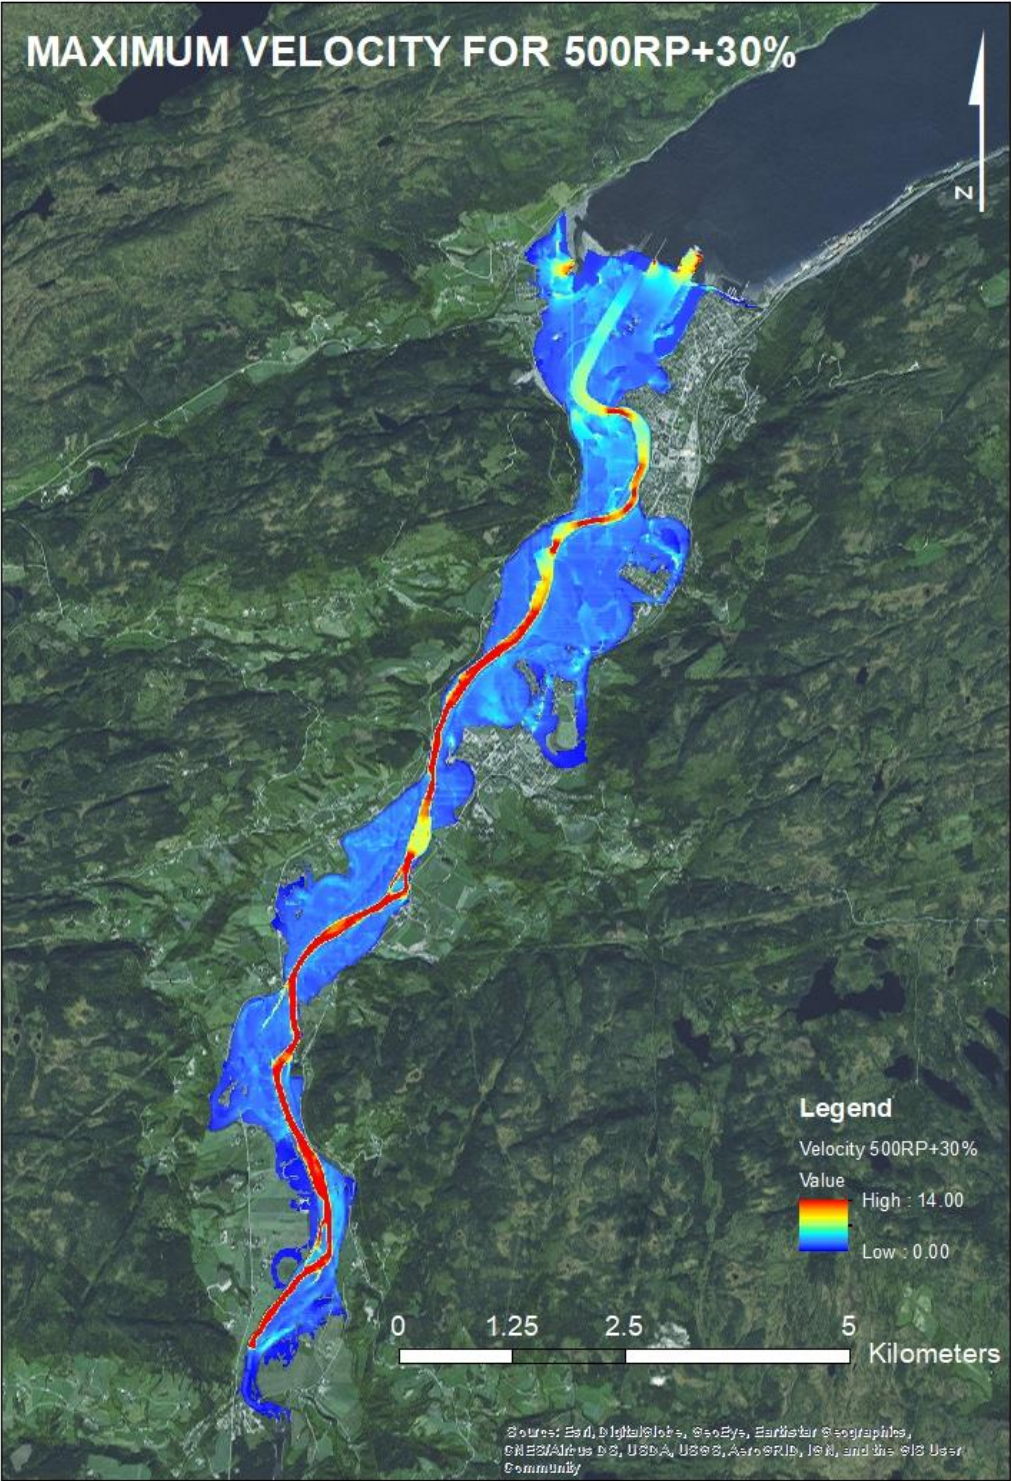 MAXIMUM VELOCITY FOR 500RP+30%
N
Legend
Velocity 500RP+30%
Value
High : 14.00
Low : 0.00
0 1.25 2.5 5
Kilometers
Source: Esri, DigitalGlobe, GeoEye, Earthstar Geographics,
CNES/Airbus DS, USDA, USGS, AeroGRID, IGN, and the GIS User
Community